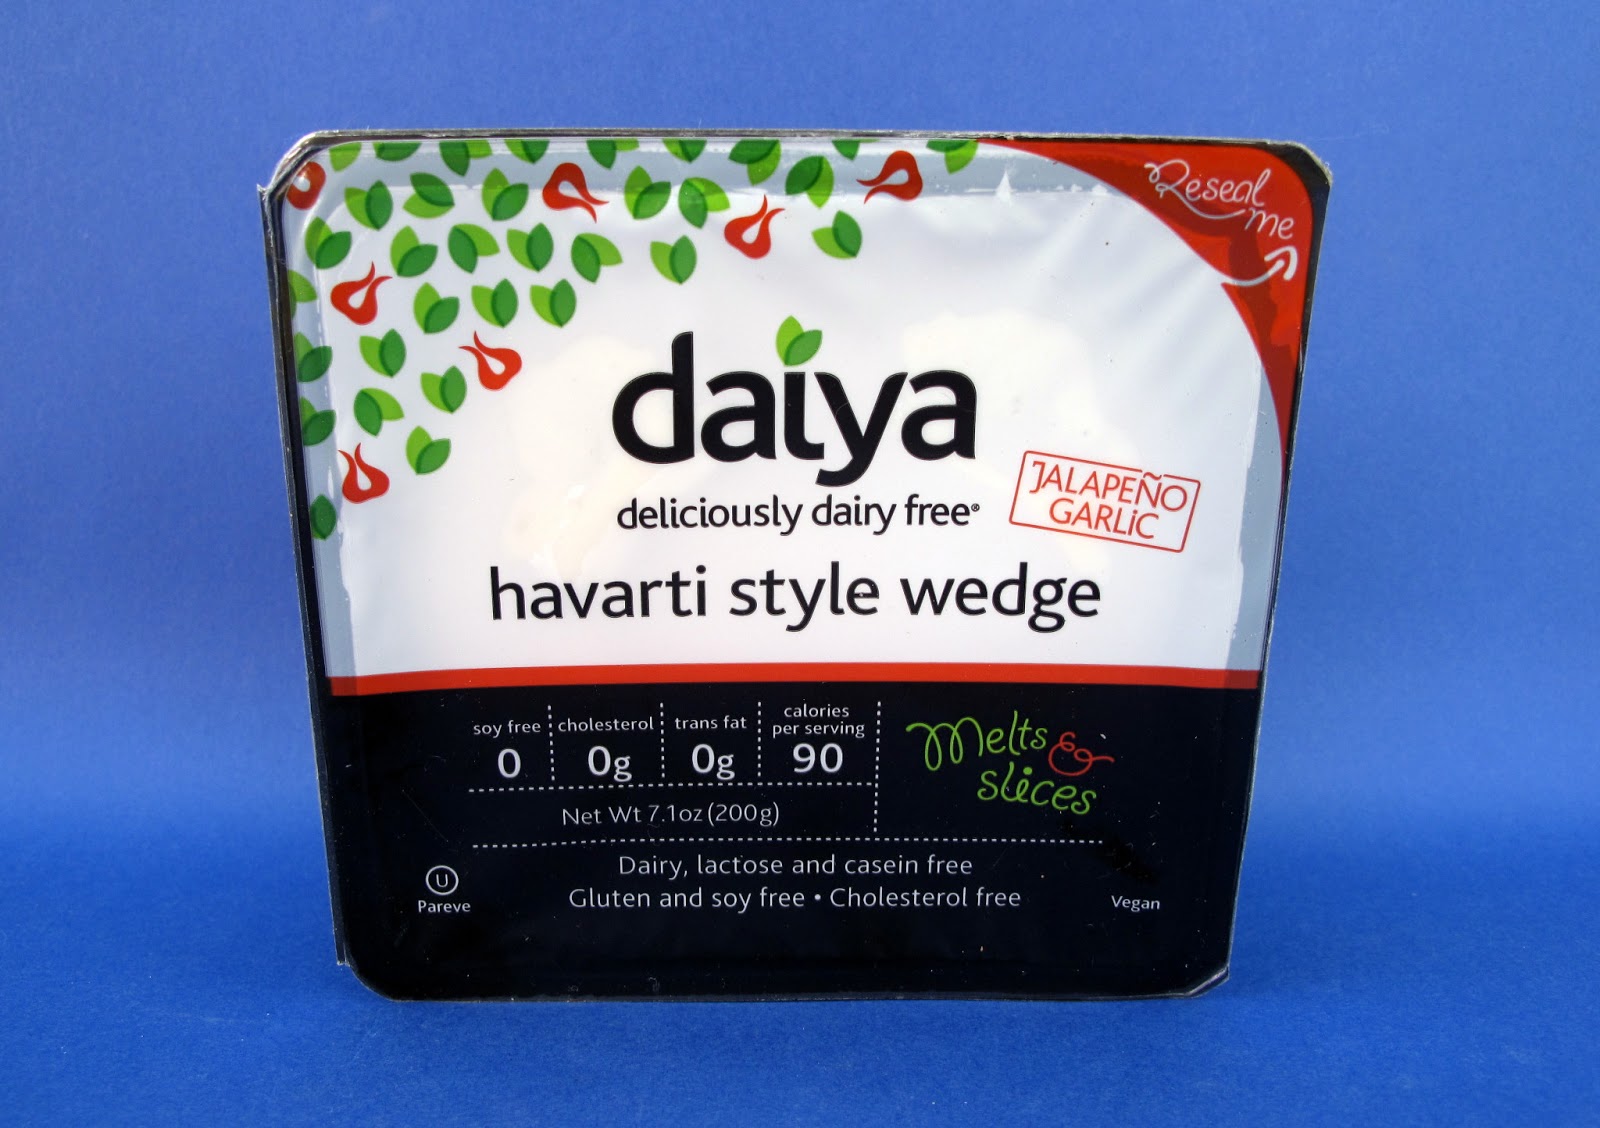 Reseal
me
daiya
deliciously dairy free®
JALAPEÑO
GARLiC
havarti style wedge
soy free
0
cholesterol
0g
trans fat
0g
calories
per serving
90
Melts &
slices
Net Wt 7.1oz (200g)
Dairy, lactose and casein free
Gluten and soy free • Cholesterol free
U
Pareve
Vegan